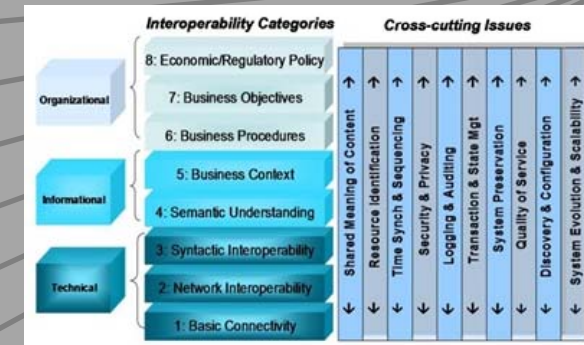 Interoperability Categories
Cross-cutting Issues
Organizational
8: Economic/Regulatory Policy
7: Business Objectives
6: Business Procedures
Informational
5: Business Context
4: Semantic Understanding
Technical
3: Syntactic Interoperability
2: Network Interoperability
1: Basic Connectivity
Shared Meaning of Content
Resource Identification
Time Synch & Sequencing
Security & Privacy
Logging & Auditing
Transaction & State Mgt
System Preservation
Quality of Service
Discovery & Configuration
System Evolution & Scalability